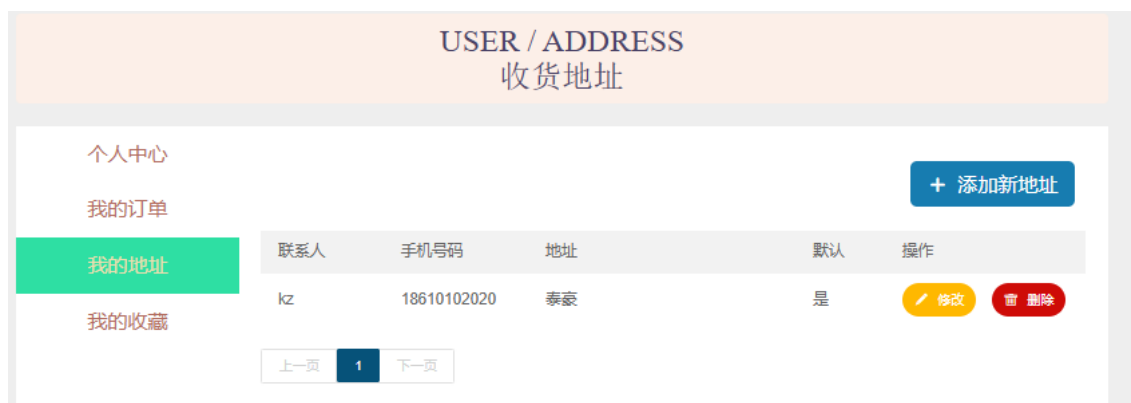 USER / ADDRESS
收货地址
个人中心
我的订单
我的地址
我的收藏
+ 添加新地址
联系人 手机号码 地址 默认 操作
kz 18610102020 泰豪 是 修改 删除
上一页 1 下一页